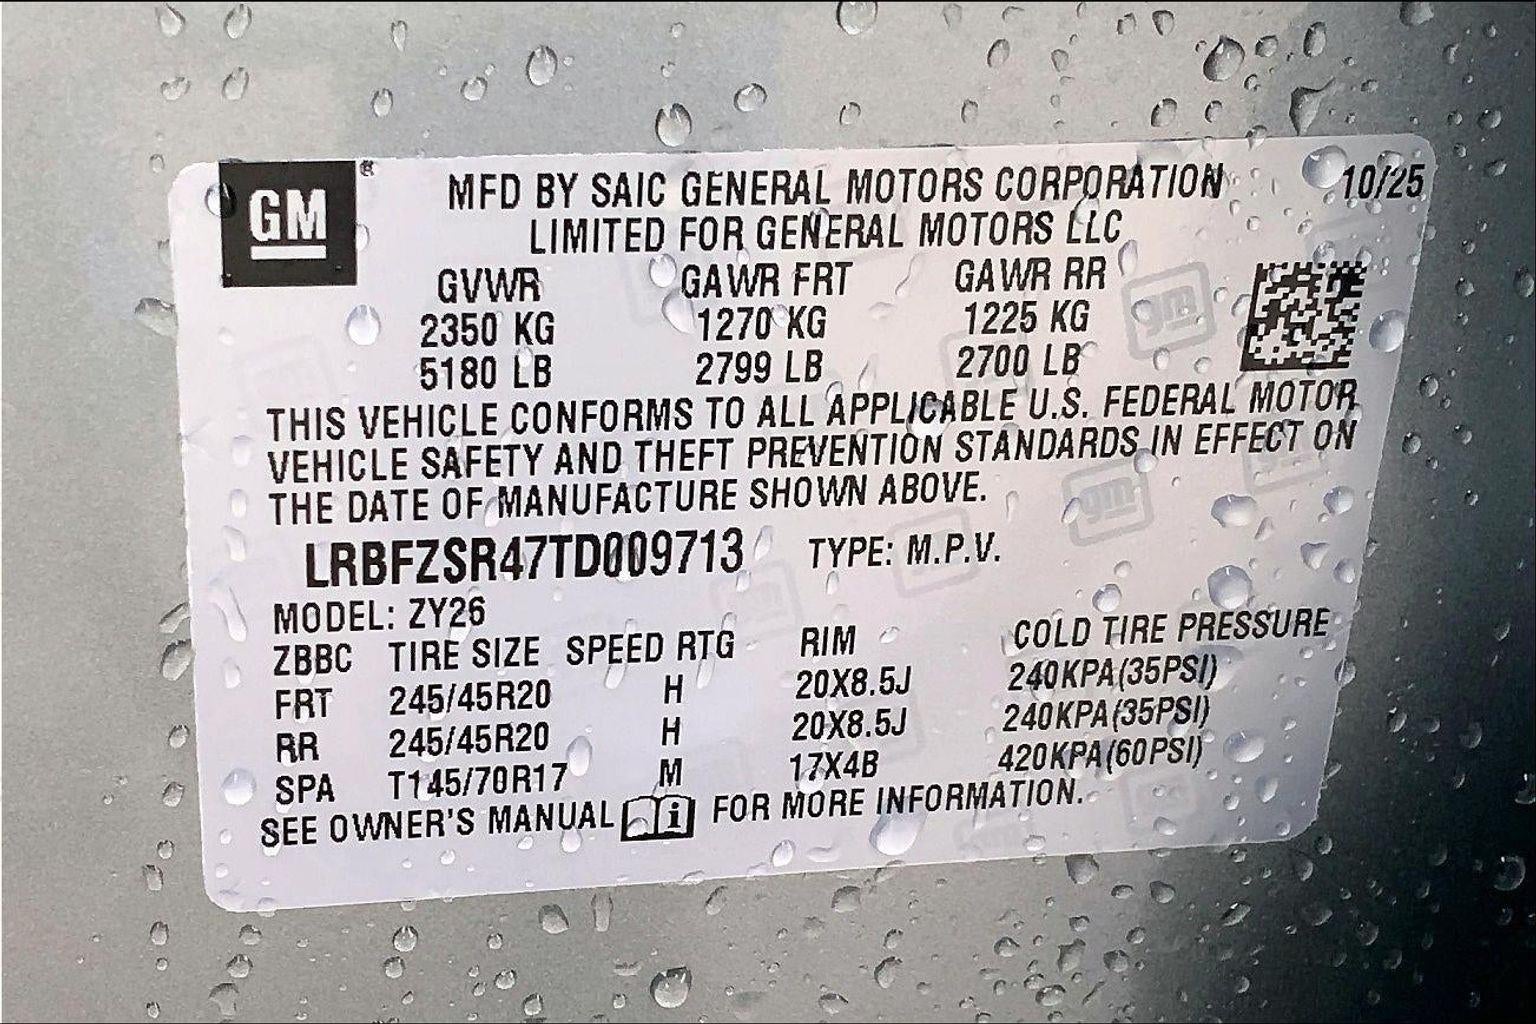 GM®
MFD BY SAIC GENERAL MOTORS CORPORATION 10/25
LIMITED FOR GENERAL MOTORS LLC
GVWR GAWR FRT GAWR RR
2350 KG 1270 KG 1225 KG
5180 LB 2799 LB 2700 LB
THIS VEHICLE CONFORMS TO ALL APPLICABLE U.S. FEDERAL MOTOR
VEHICLE SAFETY AND THEFT PREVENTION STANDARDS IN EFFECT ON
THE DATE OF MANUFACTURE SHOWN ABOVE.
LRBFZSR47TD009713 TYPE: M.P.V.
MODEL: ZY26
ZBBC TIRE SIZE SPEED RTG RIM COLD TIRE PRESSURE
FRT 245/45R20 H 20X8.5J 240KPA(35PSI)
RR 245/45R20 H 20X8.5J 240KPA(35PSI)
SPA T145/70R17 M 17X4B 420KPA(60PSI)
SEE OWNER'S MANUAL i FOR MORE INFORMATION.